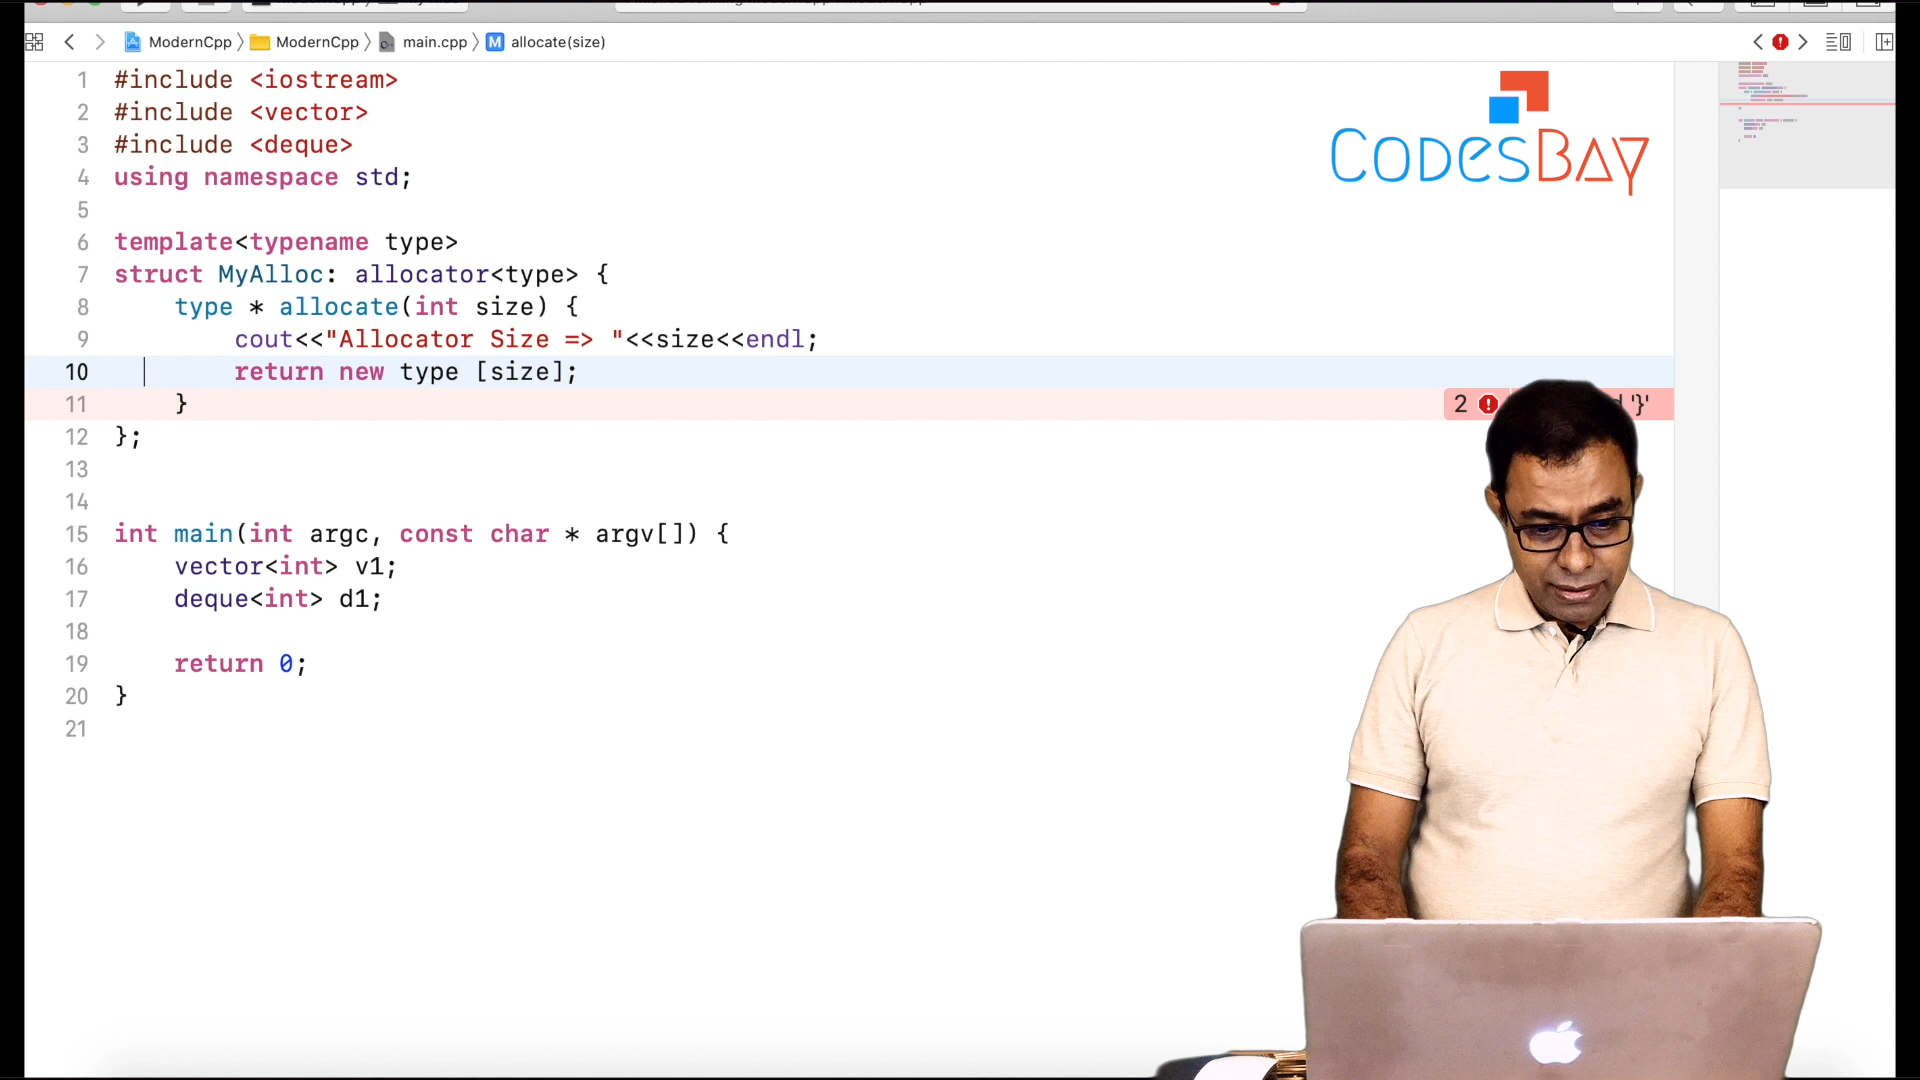 ModernCpp ModernCpp main.cpp M allocate(size)
1 #include <iostream>
2 #include <vector>
3 #include <deque>
4 using namespace std;
5
6 template<typename type>
7 struct MyAlloc: allocator<type> {
8 type * allocate(int size) {
9 cout<<"Allocator Size => "<<size<<endl;
10 return new type [size];
11 }
2 '}'
12 };
13
14
15 int main(int argc, const char * argv[]) {
16 vector<int> v1;
17 deque<int> d1;
18
19 return 0;
20 }
21
CODESBAY